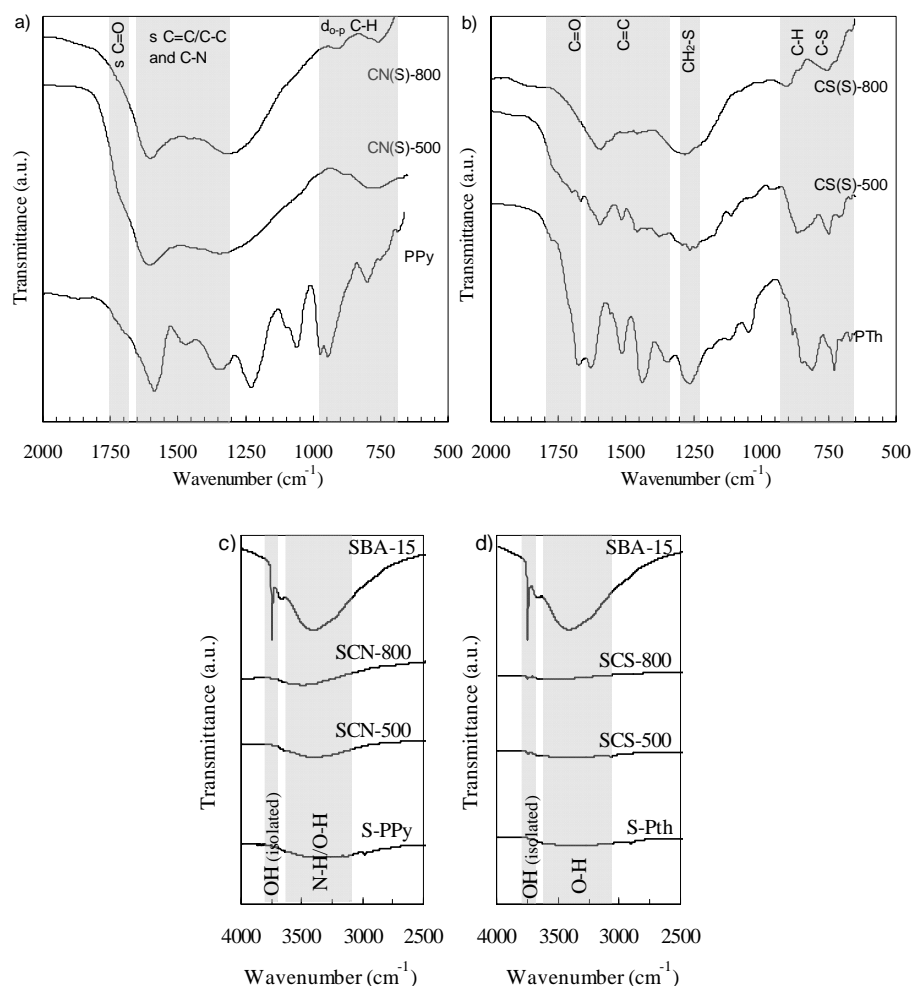 a)
s C=O
s C=C/C-C
and C-N
d_o-p C-H
CN(S)-800
CN(S)-500
PPy
Transmittance (a.u.)
2000 1750 1500 1250 1000 750 500
Wavenumber (cm⁻¹)
b)
C=O
C=C
CH₂-S
C-H
C-S
CS(S)-800
CS(S)-500
PTh
Transmittance (a.u.)
2000 1750 1500 1250 1000 750 500
Wavenumber (cm⁻¹)
c)
SBA-15
SCN-800
SCN-500
S-PPy
OH (isolated)
N-H/O-H
Transmittance (a.u.)
4000 3500 3000 2500
Wavenumber (cm⁻¹)
d)
SBA-15
SCS-800
SCS-500
S-Pth
OH (isolated)
O-H
Transmittance (a.u.)
4000 3500 3000 2500
Wavenumber (cm⁻¹)